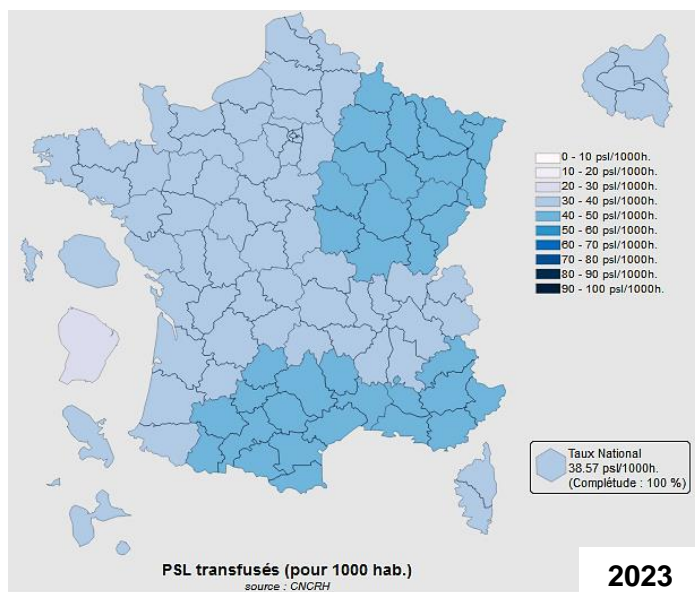 0 - 10 psl/1000h.
10 - 20 psl/1000h.
20 - 30 psl/1000h.
30 - 40 psl/1000h.
40 - 50 psl/1000h.
50 - 60 psl/1000h.
60 - 70 psl/1000h.
70 - 80 psl/1000h.
80 - 90 psl/1000h.
90 - 100 psl/1000h.
Taux National
38.57 psl/1000h.
(Complétude : 100 %)
PSL transfusés (pour 1000 hab.)
source : CNCRH
2023